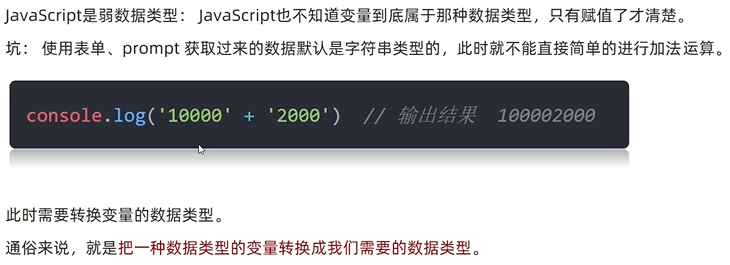 JavaScript是弱数据类型： JavaScript也不知道变量到底属于那种数据类型，只有赋值了才清楚。
坑： 使用表单、prompt 获取过来的数据默认是字符串类型的，此时就不能直接简单的进行加法运算。
console.log('10000' + '2000') // 输出结果 100002000
此时需要转换变量的数据类型。
通俗来说，就是把一种数据类型的变量转换成我们需要的数据类型。